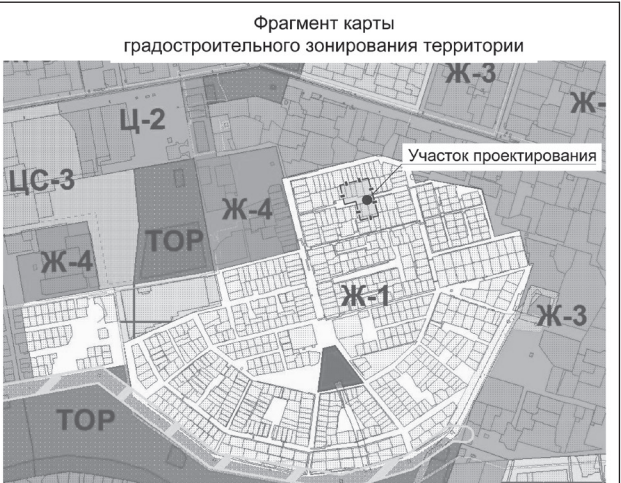 Фрагмент карты
градостроительного зонирования территории
Ж-3
Ж-
Ц-2
Участок проектирования
ЦС-3
Ж-4
ТОР
Ж-4
Ж-1
Ж-3
ТОР